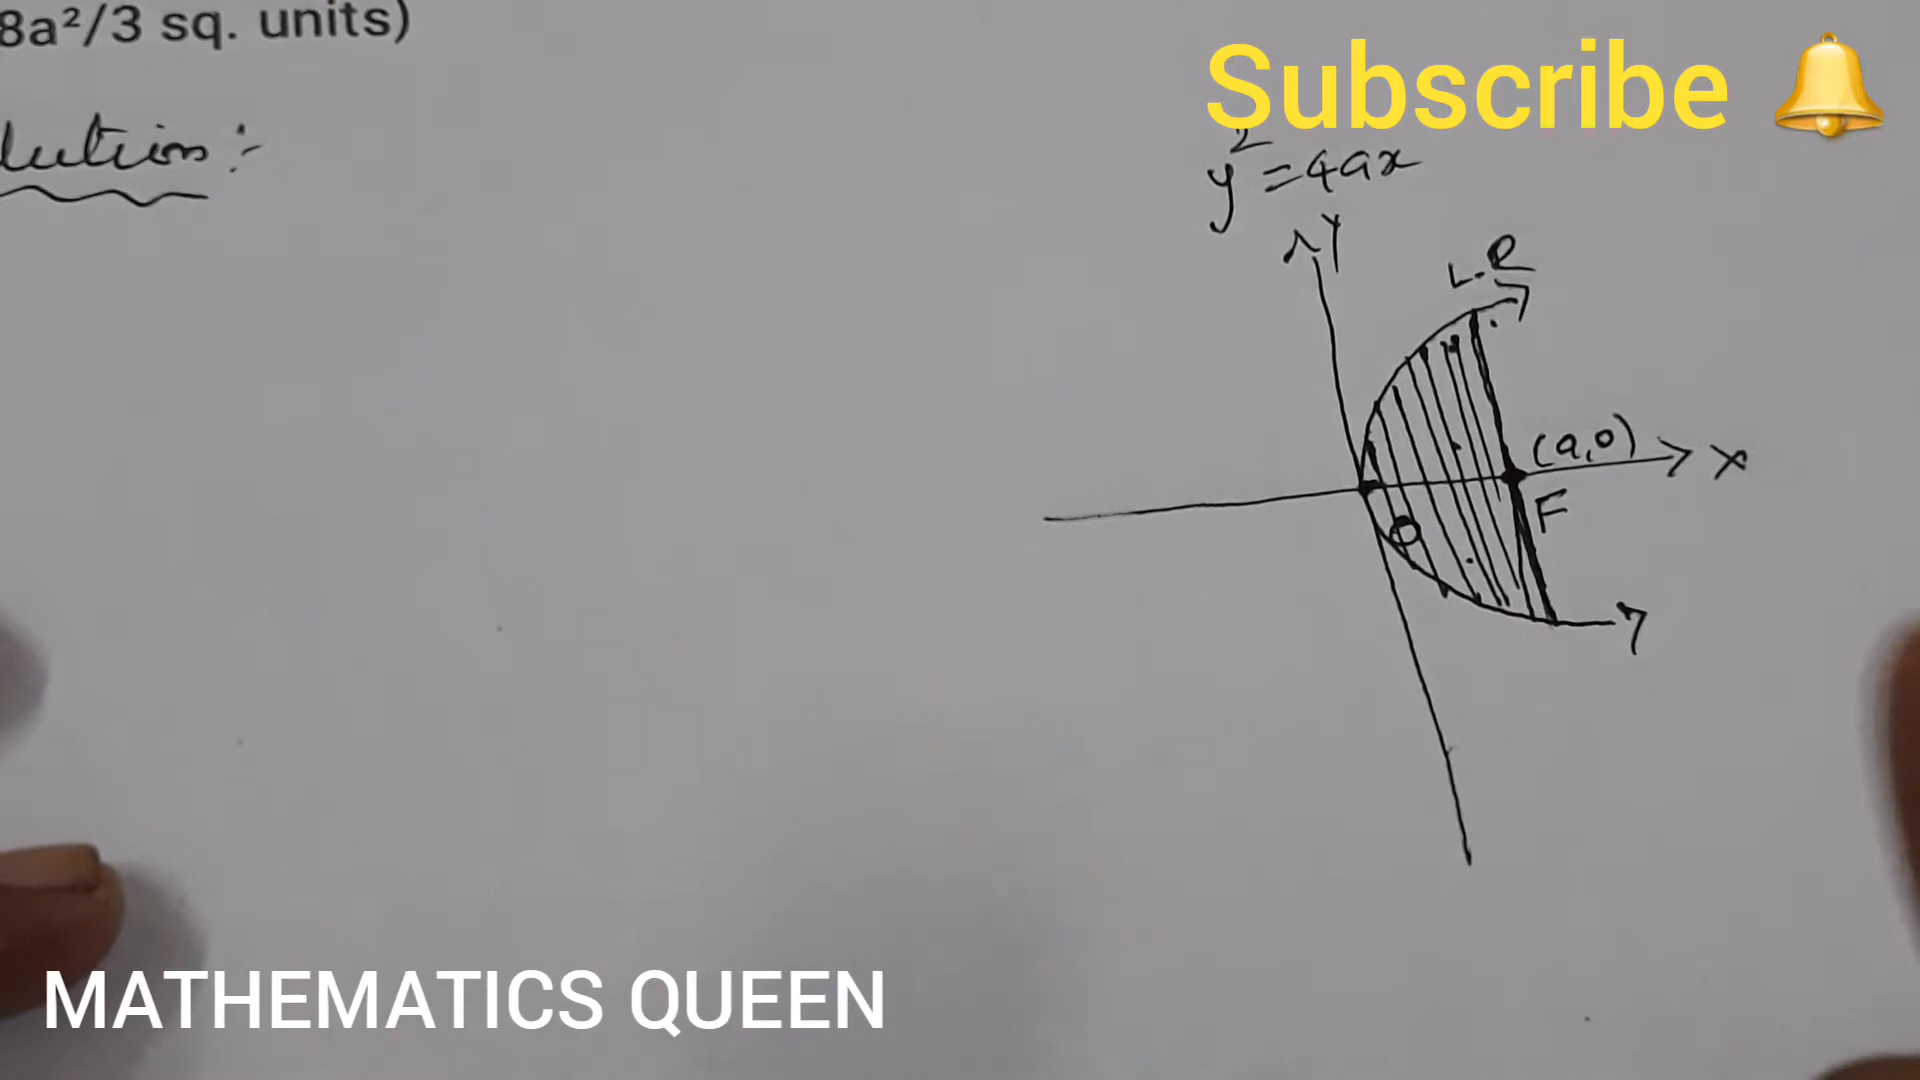 8a²/3 sq. units)
Subscribe 🔔
lution :-
y² = 4ax
Y
L.R
(a,0)
X
F
O
MATHEMATICS QUEEN